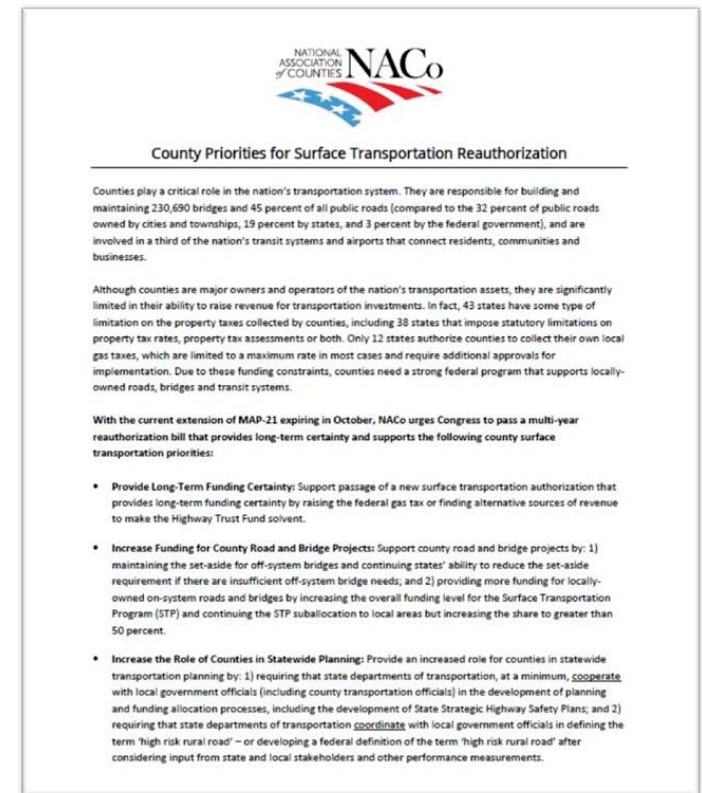 NATIONAL
ASSOCIATION
of COUNTIES
NACo
County Priorities for Surface Transportation Reauthorization
Counties play a critical role in the nation's transportation system. They are responsible for building and
maintaining 230,690 bridges and 45 percent of all public roads (compared to the 32 percent of public roads
owned by cities and townships, 19 percent by states, and 3 percent by the federal government), and are
involved in a third of the nation's transit systems and airports that connect residents, communities and
businesses.
Although counties are major owners and operators of the nation's transportation assets, they are significantly
limited in their ability to raise revenue for transportation investments. In fact, 43 states have some type of
limitation on the property taxes collected by counties, including 38 states that impose statutory limitations on
property tax rates, property tax assessments or both. Only 12 states authorize counties to collect their own local
gas taxes, which are limited to a maximum rate in most cases and require additional approvals for
implementation. Due to these funding constraints, counties need a strong federal program that supports locally-
owned roads, bridges and transit systems.
With the current extension of MAP-21 expiring in October, NACo urges Congress to pass a multi-year
reauthorization bill that provides long-term certainty and supports the following county surface
transportation priorities:
• Provide Long-Term Funding Certainty: Support passage of a new surface transportation authorization that
provides long-term funding certainty by raising the federal gas tax or finding alternative sources of revenue
to make the Highway Trust Fund solvent.
• Increase Funding for County Road and Bridge Projects: Support county road and bridge projects by: 1)
maintaining the set-aside for off-system bridges and continuing states' ability to reduce the set-aside
requirement if there are insufficient off-system bridge needs; and 2) providing more funding for locally-
owned on-system roads and bridges by increasing the overall funding level for the Surface Transportation
Program (STP) and continuing the STP suballocation to local areas but increasing the share to greater than
50 percent.
• Increase the Role of Counties in Statewide Planning: Provide an increased role for counties in statewide
transportation planning by: 1) requiring that state departments of transportation, at a minimum, cooperate
with local government officials (including county transportation officials) in the development of planning
and funding allocation processes, including the development of State Strategic Highway Safety Plans; and 2)
requiring that state departments of transportation coordinate with local government officials in defining the
term 'high risk rural road' – or developing a federal definition of the term 'high risk rural road' after
considering input from state and local stakeholders and other performance measurements.